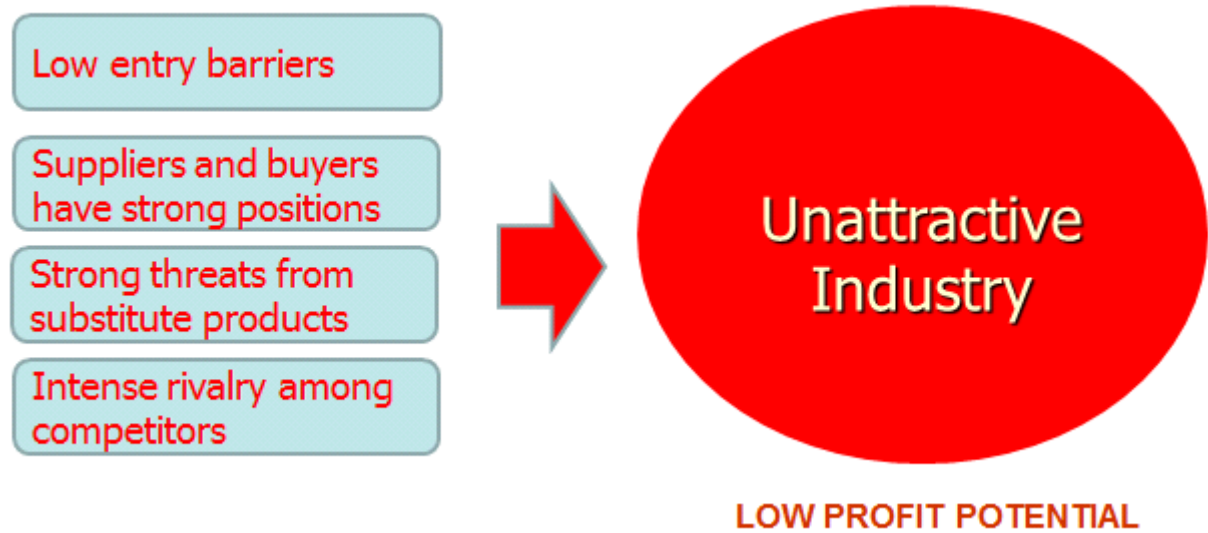 Low entry barriers
Suppliers and buyers
have strong positions
Strong threats from
substitute products
Intense rivalry among
competitors
Unattractive
Industry
LOW PROFIT POTENTIAL